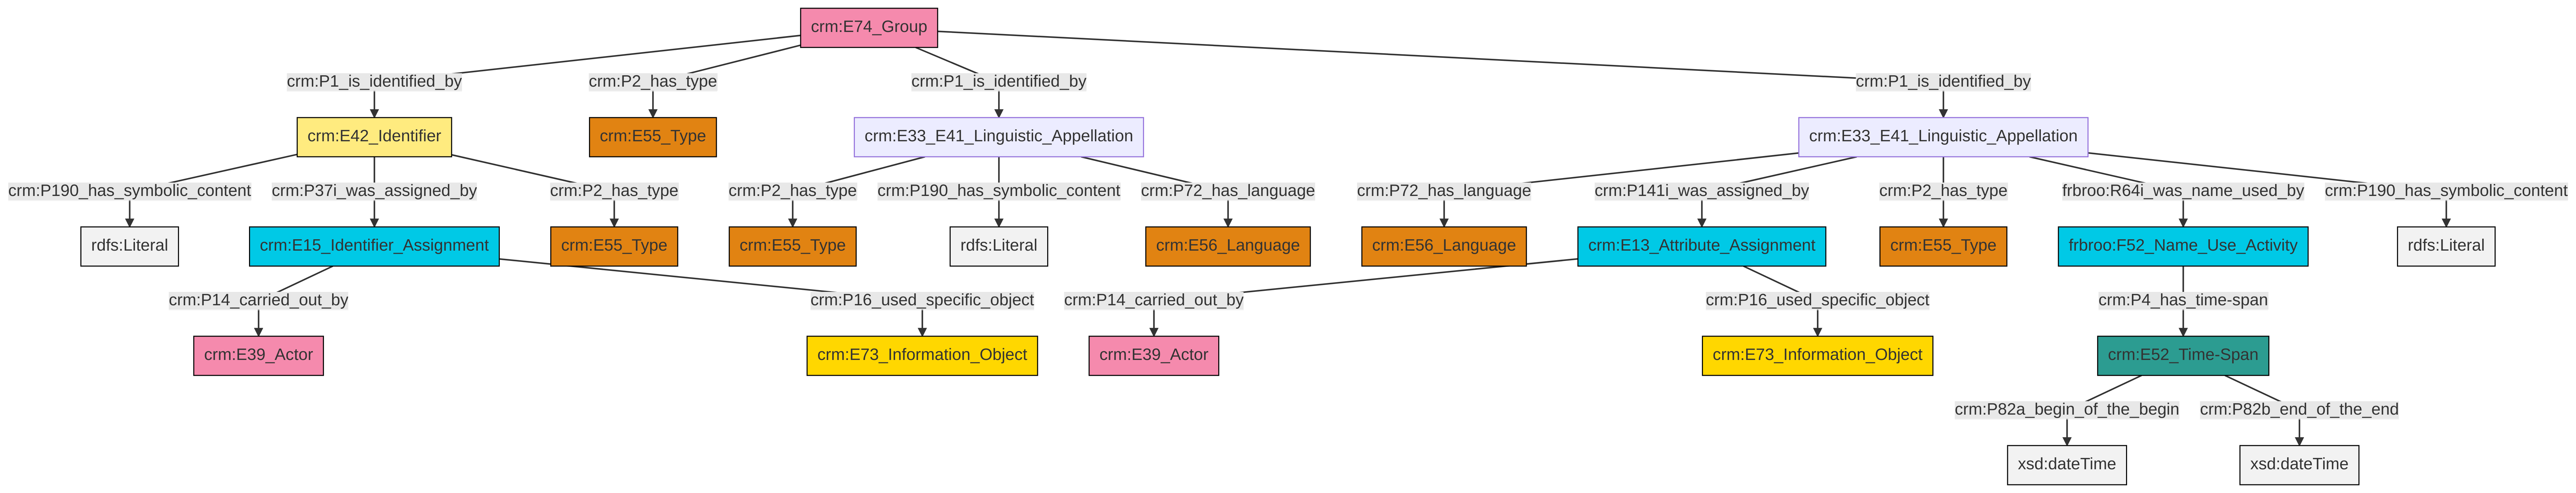 crm:E74_Group
crm:P1_is_identified_by
crm:P2_has_type
crm:P1_is_identified_by
crm:P1_is_identified_by
crm:E42_Identifier
crm:E55_Type
crm:E33_E41_Linguistic_Appellation
crm:E33_E41_Linguistic_Appellation
crm:P190_has_symbolic_content
crm:P37i_was_assigned_by
crm:P2_has_type
crm:P2_has_type
crm:P190_has_symbolic_content
crm:P72_has_language
crm:P72_has_language
crm:P141i_was_assigned_by
crm:P2_has_type
frbroo:R64i_was_name_used_by
crm:P190_has_symbolic_content
rdfs:Literal
crm:E15_Identifier_Assignment
crm:E55_Type
crm:E55_Type
rdfs:Literal
crm:E56_Language
crm:E56_Language
crm:E13_Attribute_Assignment
crm:E55_Type
frbroo:F52_Name_Use_Activity
rdfs:Literal
crm:P14_carried_out_by
crm:P16_used_specific_object
crm:P14_carried_out_by
crm:P16_used_specific_object
crm:P4_has_time-span
crm:E39_Actor
crm:E73_Information_Object
crm:E39_Actor
crm:E73_Information_Object
crm:E52_Time-Span
crm:P82a_begin_of_the_begin
crm:P82b_end_of_the_end
xsd:dateTime
xsd:dateTime